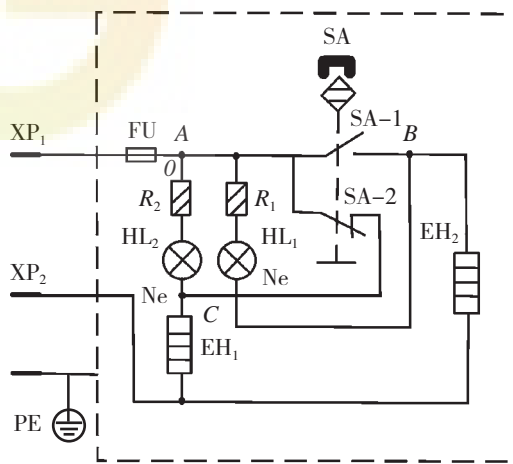 SA
SA-1
XP₁
FU
A
B
0
R₂
R₁
SA-2
HL₂
HL₁
EH₂
XP₂
Ne
Ne
C
EH₁
PE